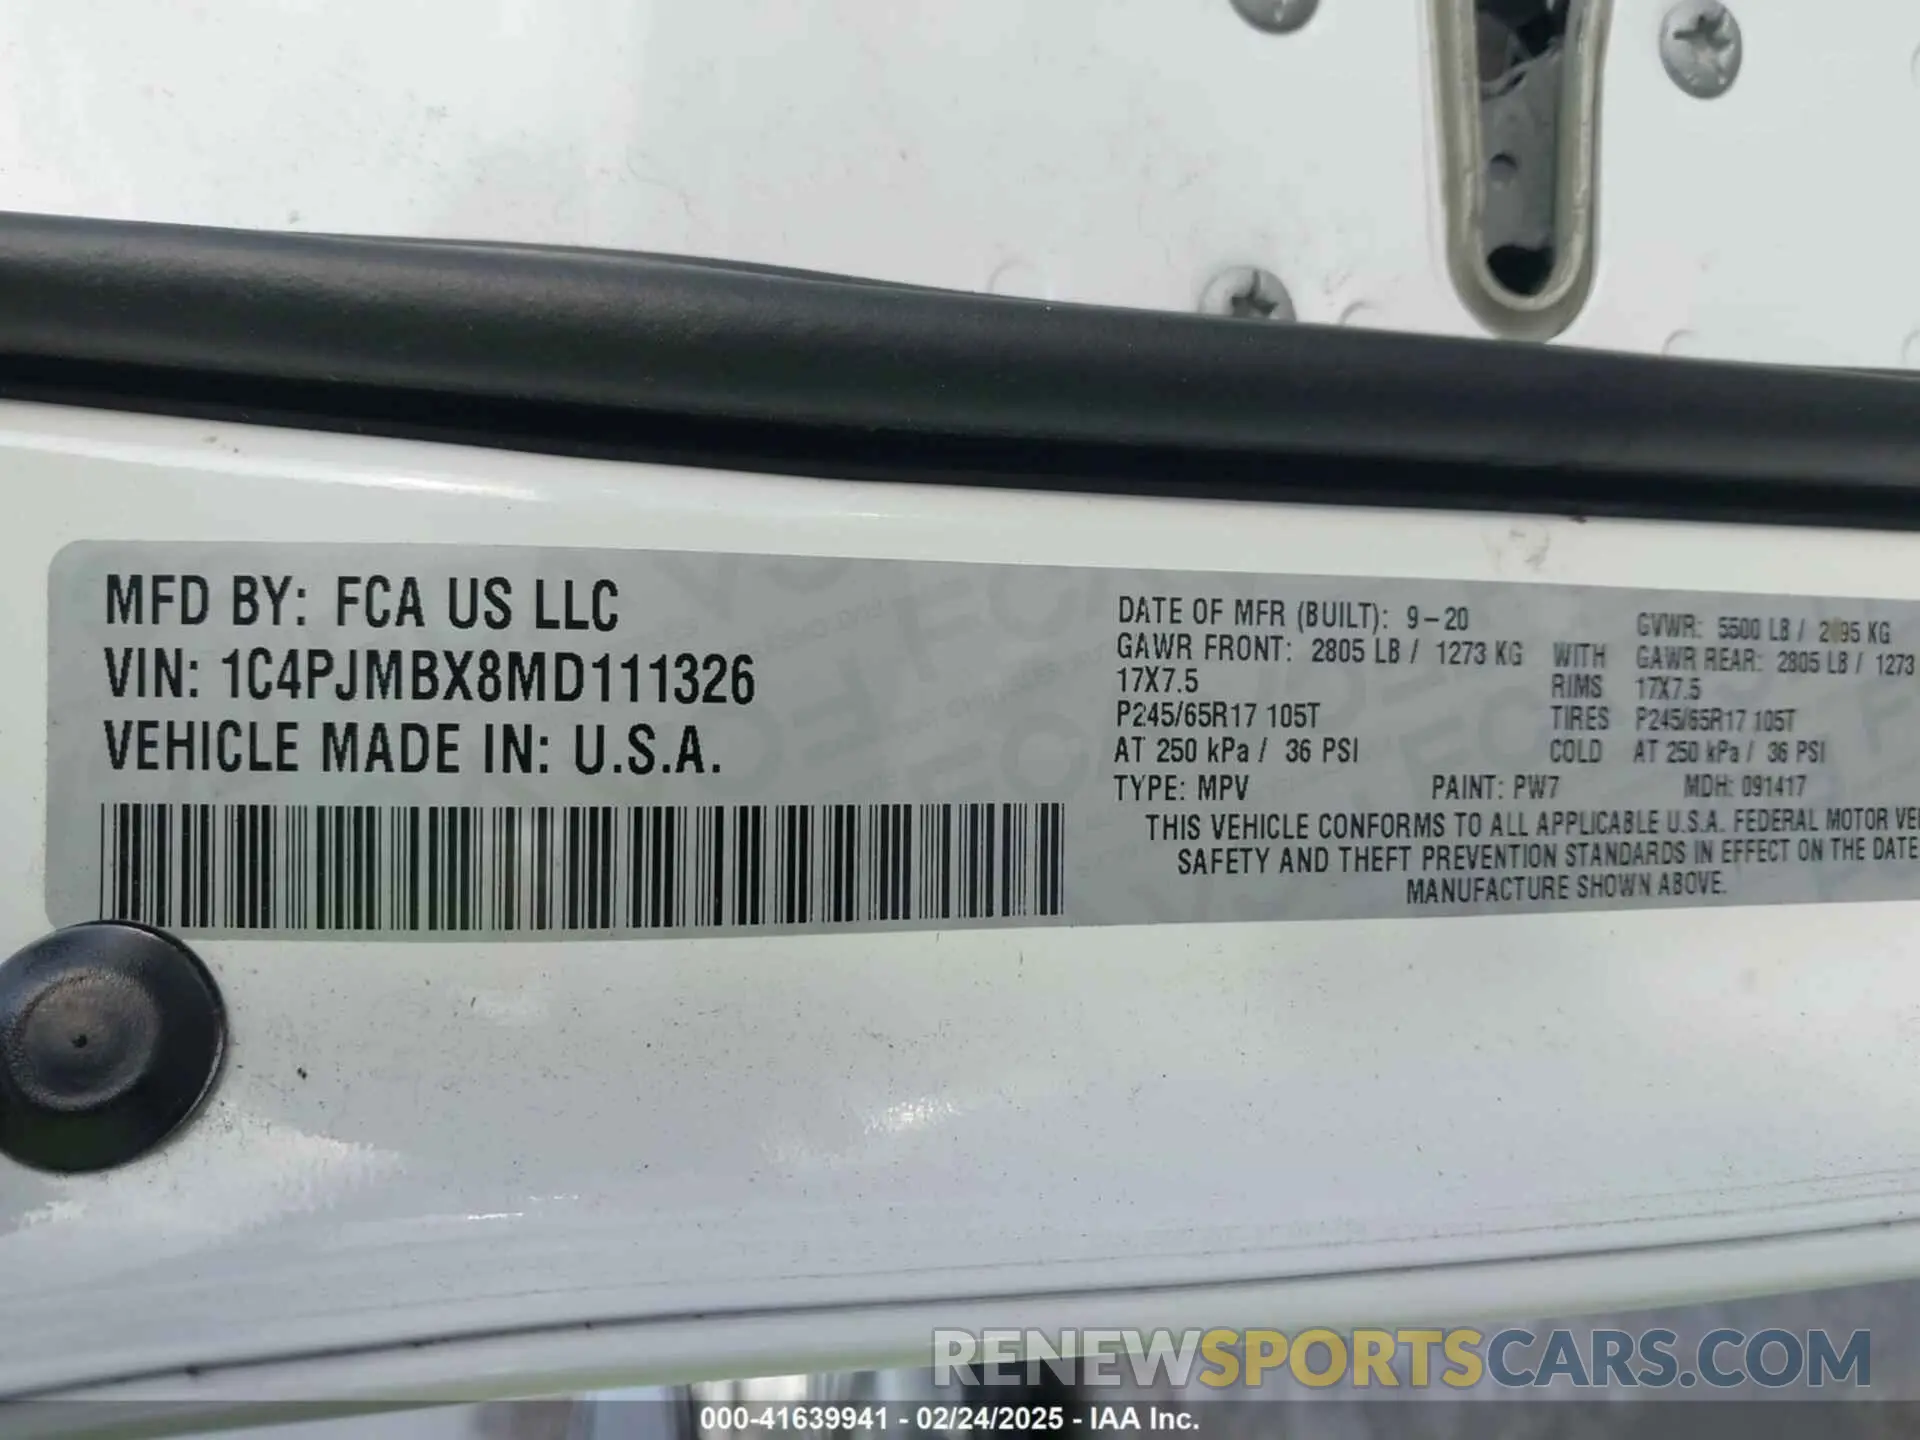 MFD BY: FCA US LLC
VIN: 1C4PJMBX8MD111326
VEHICLE MADE IN: U.S.A.
DATE OF MFR (BUILT): 9-20 GVWR: 5500 LB / KG
GAWR FRONT: 2805 LB / 1273 KG WITH GAWR REAR: 2805 LB / 1273
17X7.5 RIMS 17X7.5
P245/65R17 105T TIRES P245/65R17 105T
AT 250 kPa / 36 PSI COLD AT 250 kPa / 36 PSI
TYPE: MPV PAINT: PW7 MDH: 091417
THIS VEHICLE CONFORMS TO ALL APPLICABLE U.S.A. FEDERAL MOTOR
SAFETY AND THEFT PREVENTION STANDARDS IN EFFECT ON THE DATE
MANUFACTURE SHOWN ABOVE.
RENEWSPORTSCARS.COM
000-41639941 - 02/24/2025 - IAA Inc.